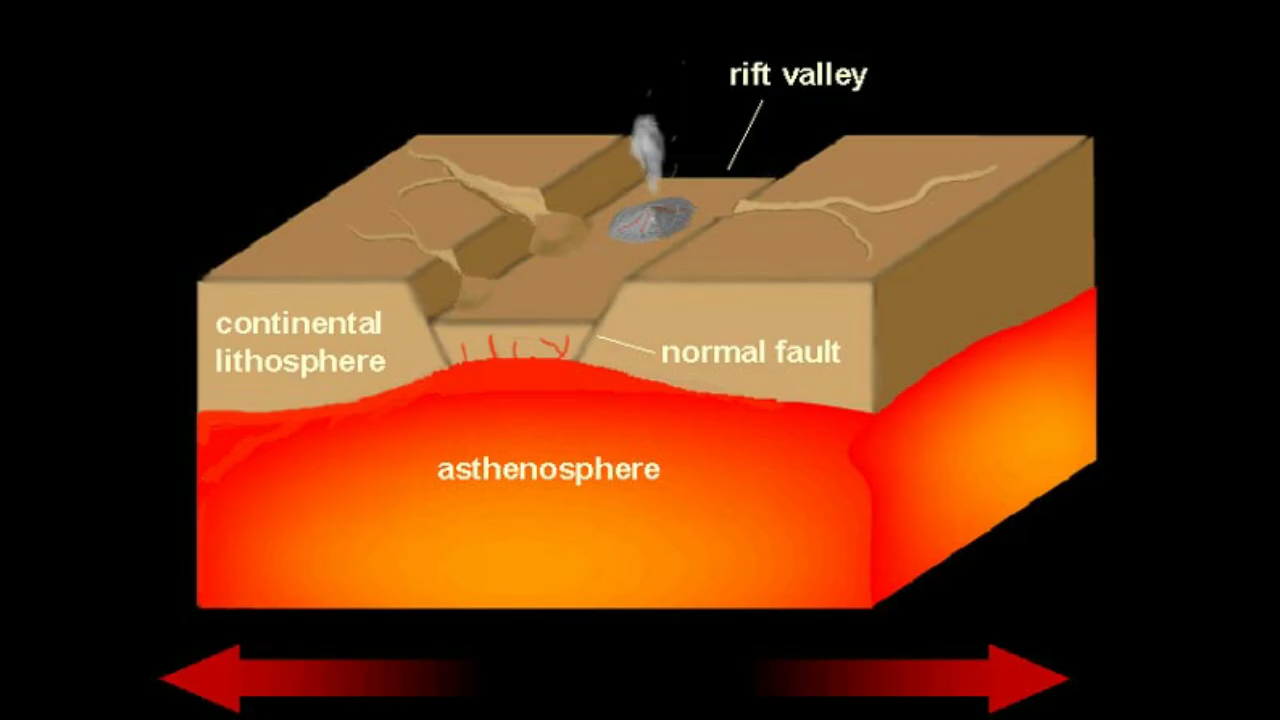 rift valley
continental
lithosphere
normal fault
asthenosphere